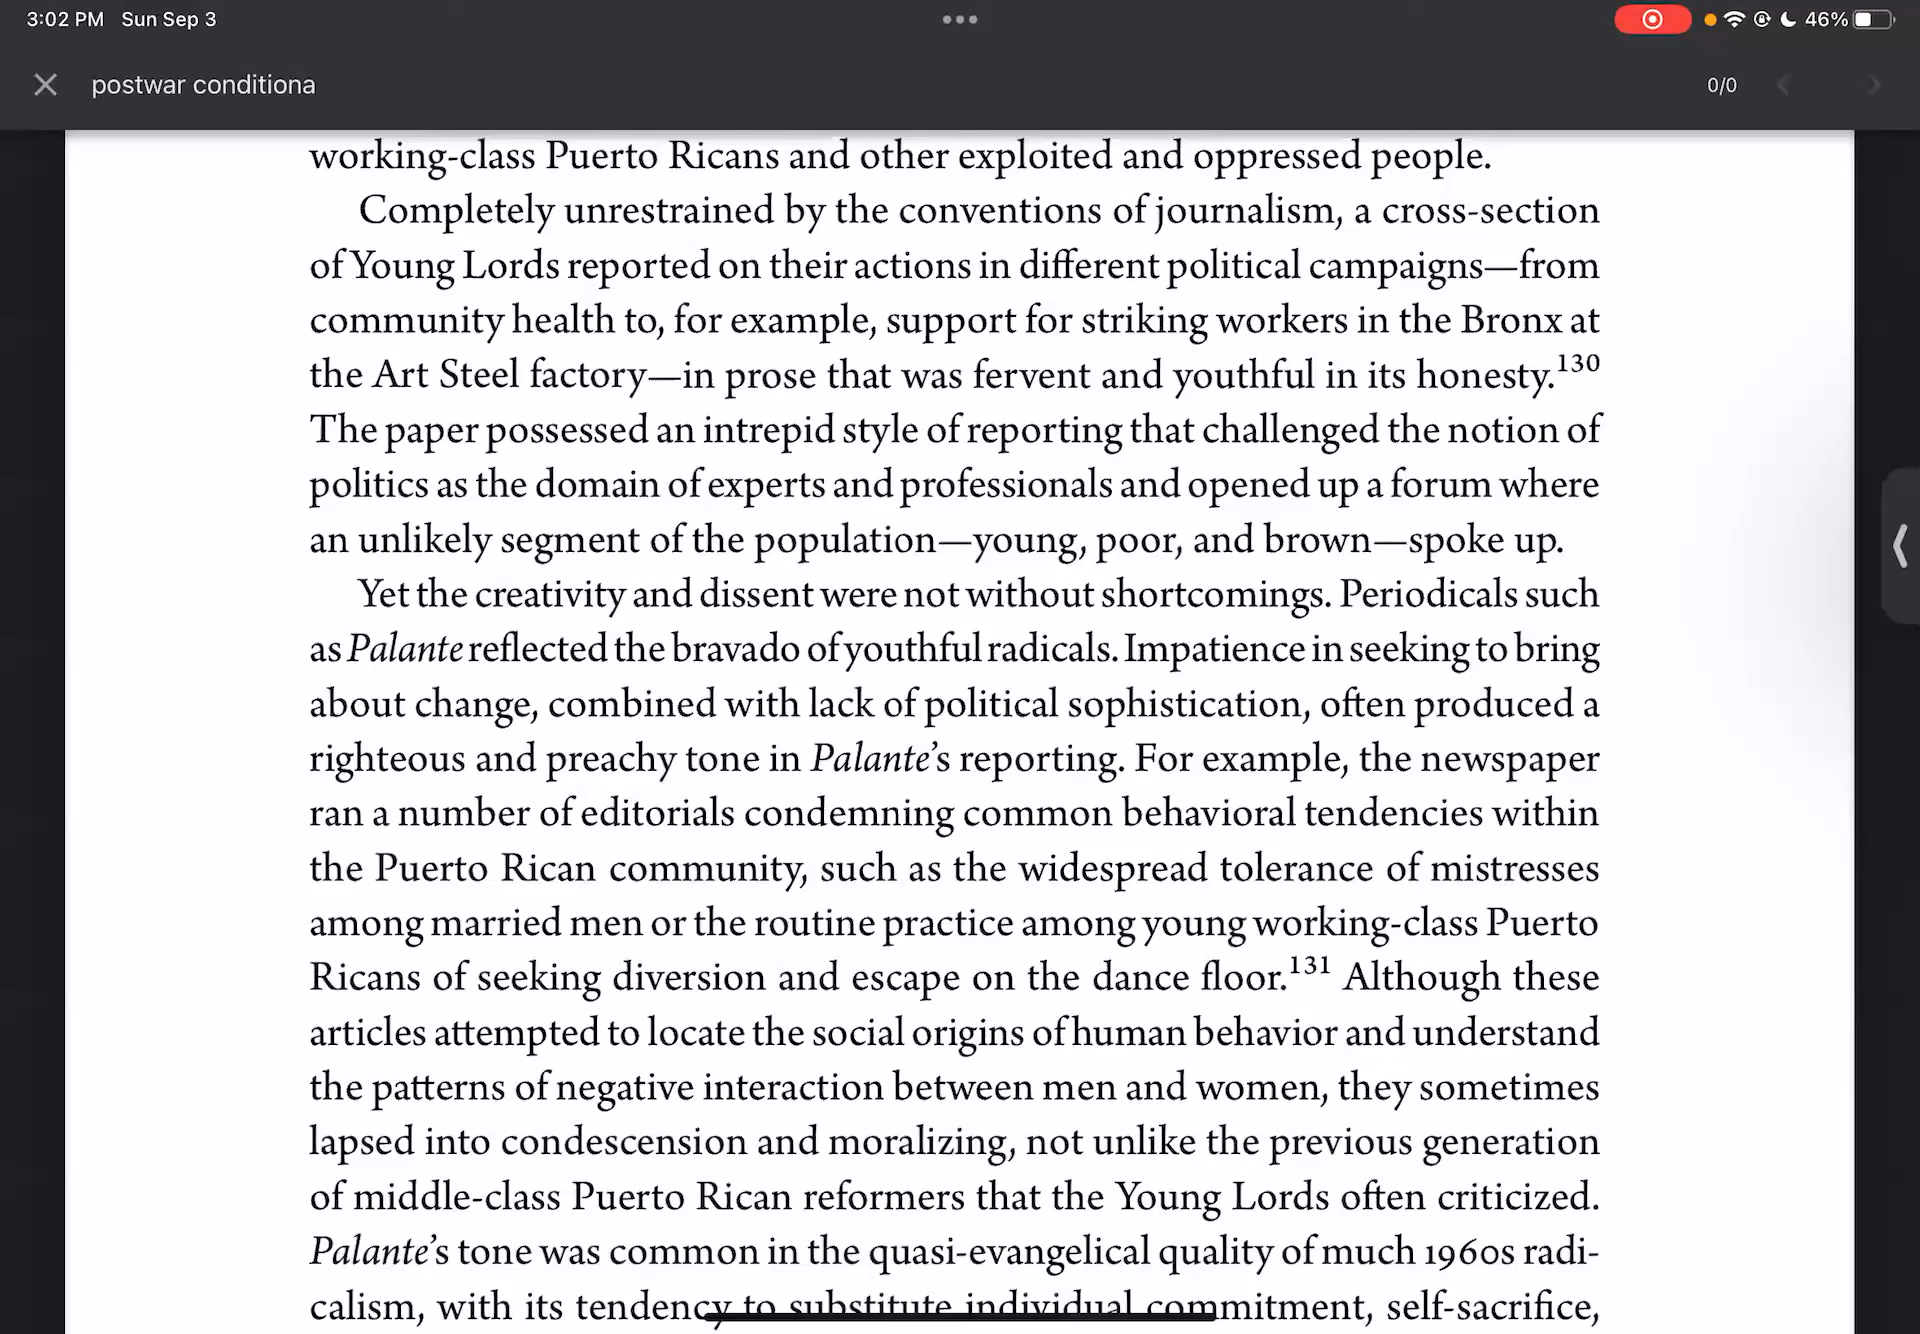 3:02 PM Sun Sep 3
46%
postwar conditiona
0/0
working-class Puerto Ricans and other exploited and oppressed people.
Completely unrestrained by the conventions of journalism, a cross-section
of Young Lords reported on their actions in different political campaigns—from
community health to, for example, support for striking workers in the Bronx at
the Art Steel factory—in prose that was fervent and youthful in its honesty.130
The paper possessed an intrepid style of reporting that challenged the notion of
politics as the domain of experts and professionals and opened up a forum where
an unlikely segment of the population—young, poor, and brown—spoke up.
Yet the creativity and dissent were not without shortcomings. Periodicals such
as Palante reflected the bravado of youthful radicals. Impatience in seeking to bring
about change, combined with lack of political sophistication, often produced a
righteous and preachy tone in Palante's reporting. For example, the newspaper
ran a number of editorials condemning common behavioral tendencies within
the Puerto Rican community, such as the widespread tolerance of mistresses
among married men or the routine practice among young working-class Puerto
Ricans of seeking diversion and escape on the dance floor.131 Although these
articles attempted to locate the social origins of human behavior and understand
the patterns of negative interaction between men and women, they sometimes
lapsed into condescension and moralizing, not unlike the previous generation
of middle-class Puerto Rican reformers that the Young Lords often criticized.
Palante's tone was common in the quasi-evangelical quality of much 1960s radi-
calism, with its tendency to substitute individual commitment, self-sacrifice,